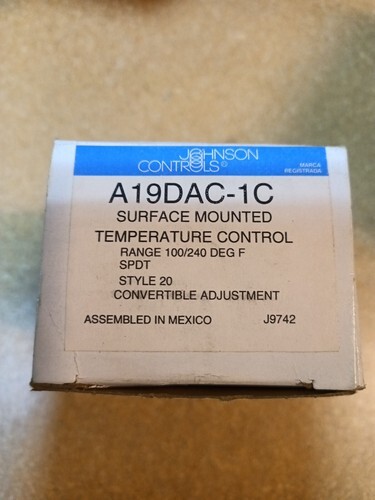 JOHNSON
CONTROLS
MARCA
REGISTRADA
A19DAC-1C
SURFACE MOUNTED
TEMPERATURE CONTROL
RANGE 100/240 DEG F
SPDT
STYLE 20
CONVERTIBLE ADJUSTMENT
ASSEMBLED IN MEXICO J9742